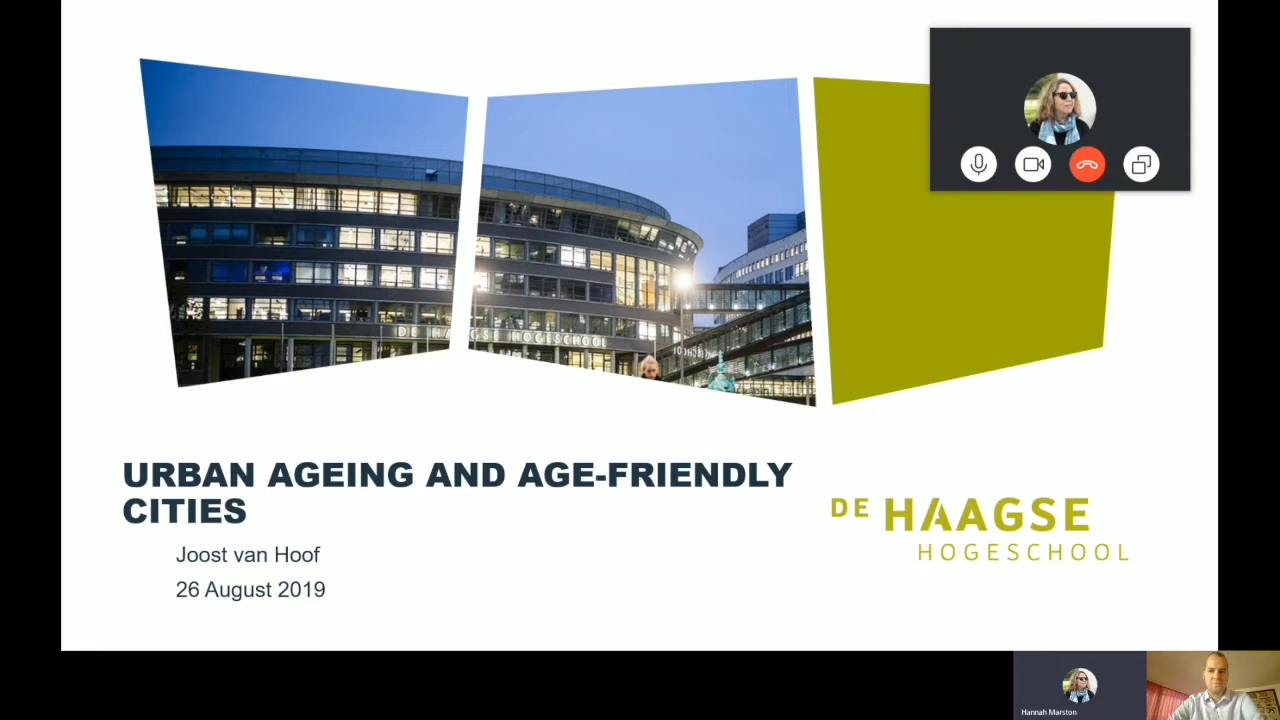 DE HAAGSE HOGESCHOOL
URBAN AGEING AND AGE-FRIENDLY
CITIES
Joost van Hoof
26 August 2019
DE HAAGSE
HOGESCHOOL
Hannah Marston